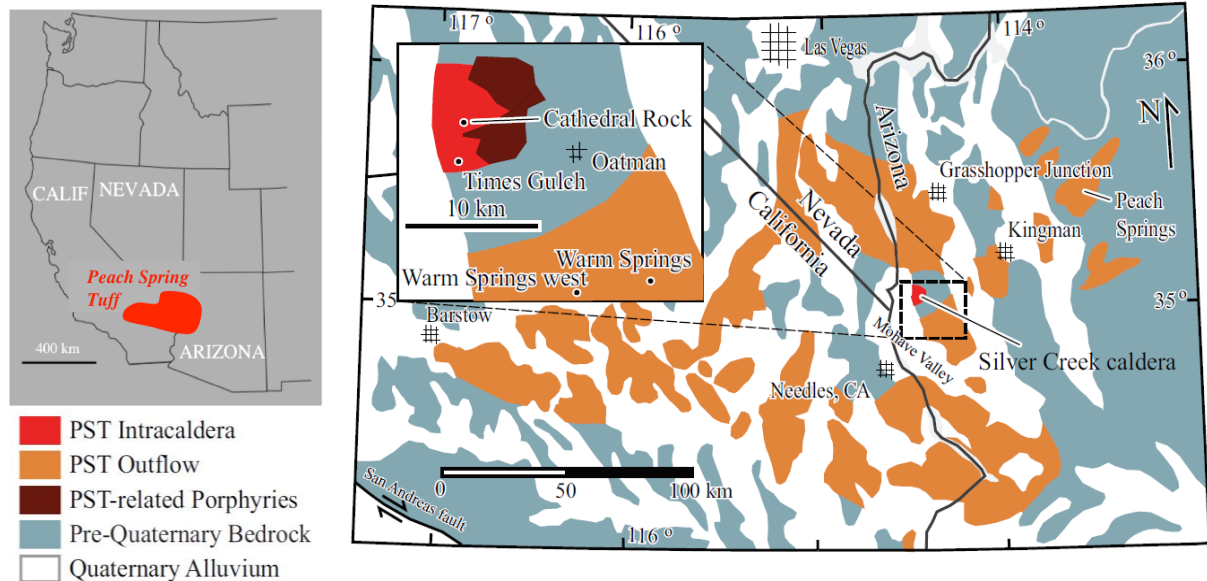 CALIF
NEVADA
Peach Spring
Tuff
400 km
ARIZONA
PST Intracaldera
PST Outflow
PST-related Porphyries
Pre-Quaternary Bedrock
Quaternary Alluvium
117
116
114
Las Vegas
36 º
N
Arizona
Cathedral Rock
Oatman
Times Gulch
10 km
Warm Springs
Warm Springs west
Nevada
California
Grasshopper Junction
Peach
Springs
Kingman
35
35 º
Barstow
Mohave Valley
Silver Creek caldera
Needles, CA
0 50 100 km
San Andreas fault
116 º